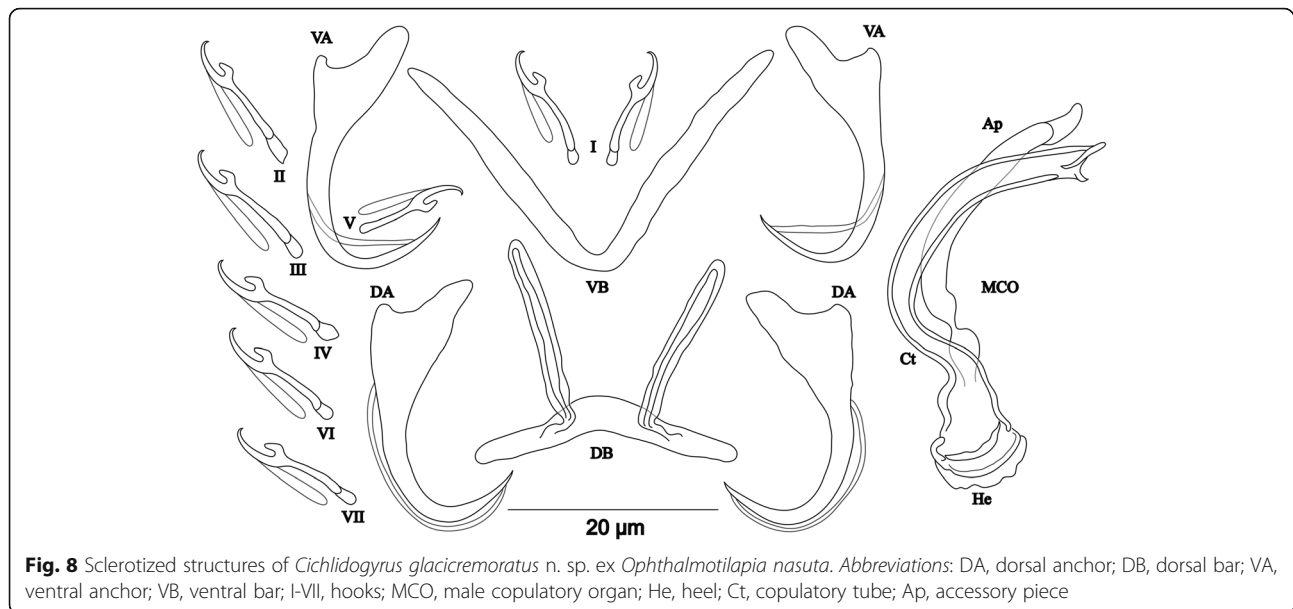 VA
VA
I
Ap
II
V
III
VB
MCO
DA
DA
IV
Ct
VI
DB
VII
He
20 µm
Fig. 8 Sclerotized structures of Cichlidogyrus glacicremoratus n. sp. ex Ophthalmotilapia nasuta. Abbreviations: DA, dorsal anchor; DB, dorsal bar; VA,
ventral anchor; VB, ventral bar; I-VII, hooks; MCO, male copulatory organ; He, heel; Ct, copulatory tube; Ap, accessory piece